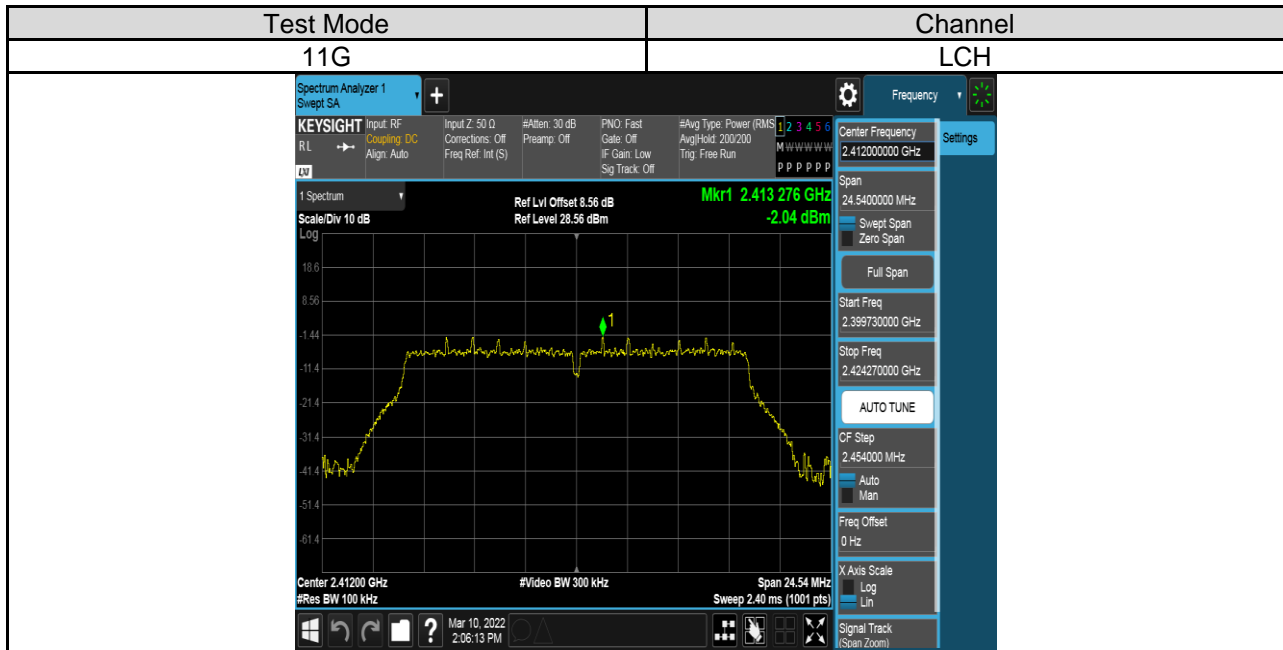 Test Mode Channel
11G LCH
Spectrum Analyzer 1
Swept SA
+
Frequency
KEYSIGHT
RL
LXI
Input: RF
Coupling: DC
Align: Auto
Input Z: 50 Ω
Corrections: Off
Freq Ref: Int (S)
#Atten: 30 dB
Preamp: Off
PNO: Fast
Gate: Off
IF Gain: Low
Sig Track: Off
#Avg Type: Power (RMS
Avg|Hold: 200/200
Trig: Free Run
1 2 3 4 5 6
M W W W W W
P P P P P P
1 Spectrum
Scale/Div 10 dB
Log
Ref Lvl Offset 8.56 dB
Ref Level 28.56 dBm
Mkr1 2.413 276 GHz
-2.04 dBm
18.6
8.56
-1.44
-11.4
-21.4
-31.4
-41.4
-51.4
-61.4
1
Center 2.41200 GHz
#Res BW 100 kHz
#Video BW 300 kHz
Span 24.54 MHz
Sweep 2.40 ms (1001 pts)
Center Frequency
2.412000000 GHz
Settings
Span
24.5400000 MHz
Swept Span
Zero Span
Full Span
Start Freq
2.399730000 GHz
Stop Freq
2.424270000 GHz
AUTO TUNE
CF Step
2.454000 MHz
Auto
Man
Freq Offset
0 Hz
X Axis Scale
Log
Lin
Signal Track
(Span Zoom)
?
Mar 10, 2022
2:06:13 PM